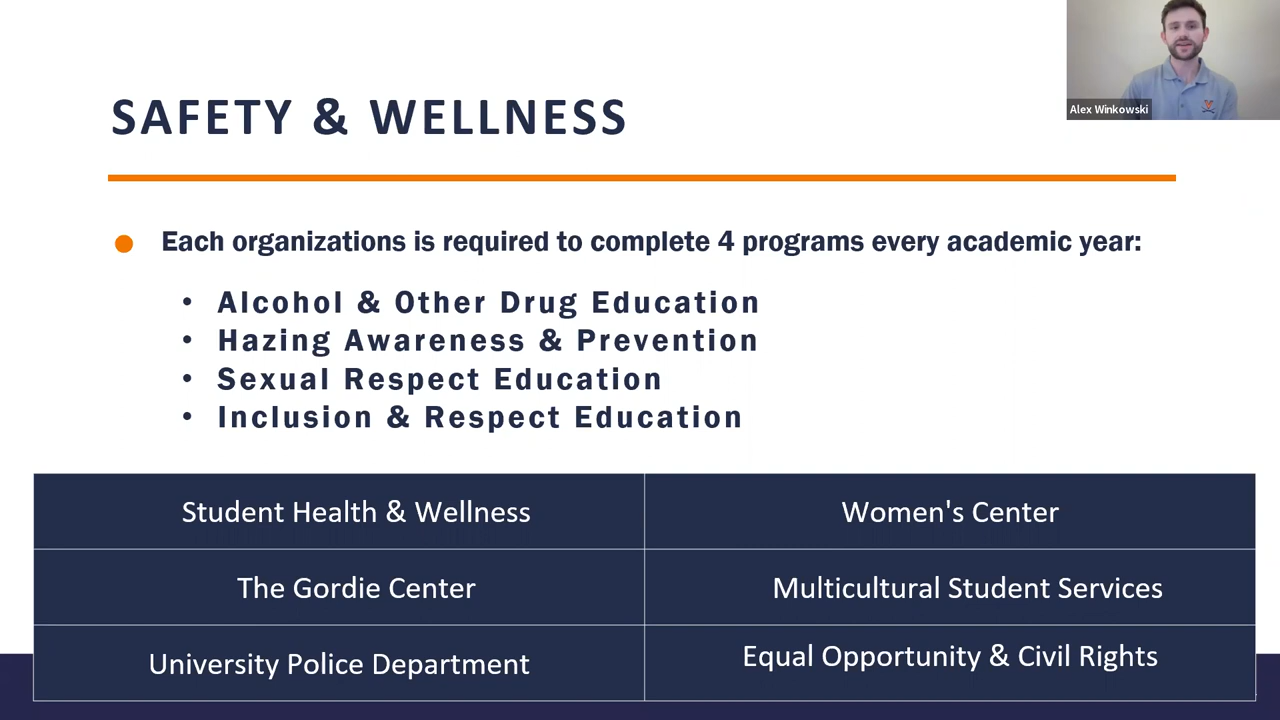 Alex Winkowski
SAFETY & WELLNESS
Each organizations is required to complete 4 programs every academic year:
• Alcohol & Other Drug Education
• Hazing Awareness & Prevention
• Sexual Respect Education
• Inclusion & Respect Education
Student Health & Wellness
Women's Center
The Gordie Center
Multicultural Student Services
University Police Department
Equal Opportunity & Civil Rights